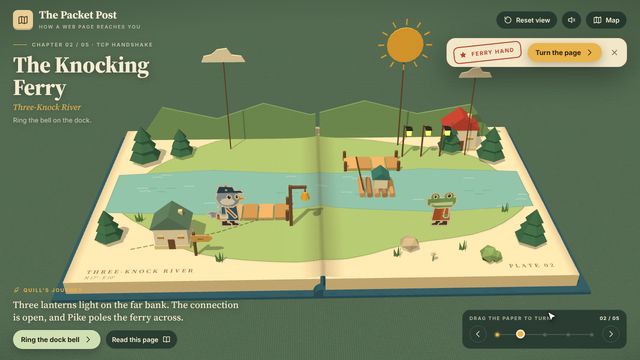 The Packet Post
HOW A WEB PAGE REACHES YOU
CHAPTER 02 / 05 · TCP HANDSHAKE
The Knocking
Ferry
Three-Knock River
Ring the bell on the dock.
Reset view
Map
FERRY HAND
Turn the page
THREE-KNOCK RIVER
PLATE 02
QUILL'S
Three lanterns light on the far bank. The connection
is open, and Pike poles the ferry across.
Ring the dock bell
Read this page
DRAG THE PAPER TO TURN
02 / 05